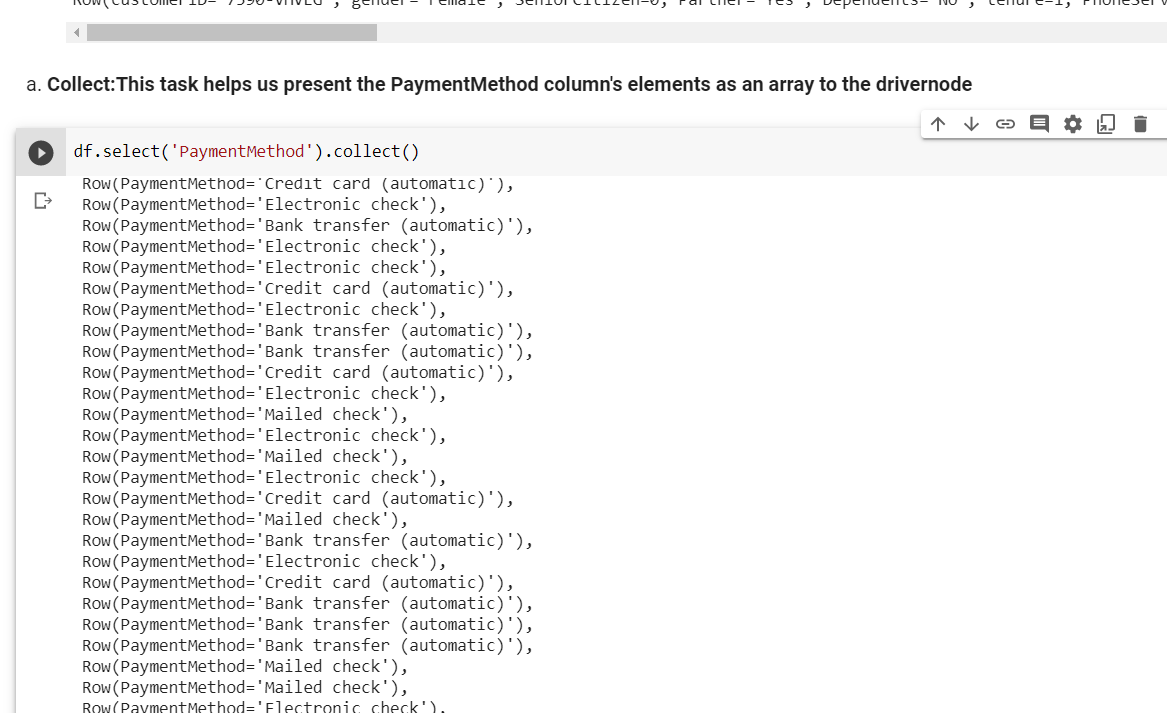 Row(customerID='7590-VHVEG', gender='Female', SeniorCitizen=0, Partner='Yes', Dependents='No', tenure=1, PhoneServ
a. Collect:This task helps us present the PaymentMethod column's elements as an array to the drivernode
df.select('PaymentMethod').collect()
Row(PaymentMethod='Credit card (automatic)'),
Row(PaymentMethod='Electronic check'),
Row(PaymentMethod='Bank transfer (automatic)'),
Row(PaymentMethod='Electronic check'),
Row(PaymentMethod='Electronic check'),
Row(PaymentMethod='Credit card (automatic)'),
Row(PaymentMethod='Electronic check'),
Row(PaymentMethod='Bank transfer (automatic)'),
Row(PaymentMethod='Bank transfer (automatic)'),
Row(PaymentMethod='Credit card (automatic)'),
Row(PaymentMethod='Electronic check'),
Row(PaymentMethod='Mailed check'),
Row(PaymentMethod='Electronic check'),
Row(PaymentMethod='Mailed check'),
Row(PaymentMethod='Electronic check'),
Row(PaymentMethod='Credit card (automatic)'),
Row(PaymentMethod='Mailed check'),
Row(PaymentMethod='Bank transfer (automatic)'),
Row(PaymentMethod='Electronic check'),
Row(PaymentMethod='Credit card (automatic)'),
Row(PaymentMethod='Bank transfer (automatic)'),
Row(PaymentMethod='Bank transfer (automatic)'),
Row(PaymentMethod='Bank transfer (automatic)'),
Row(PaymentMethod='Mailed check'),
Row(PaymentMethod='Mailed check'),
Row(PaymentMethod='Electronic check'),